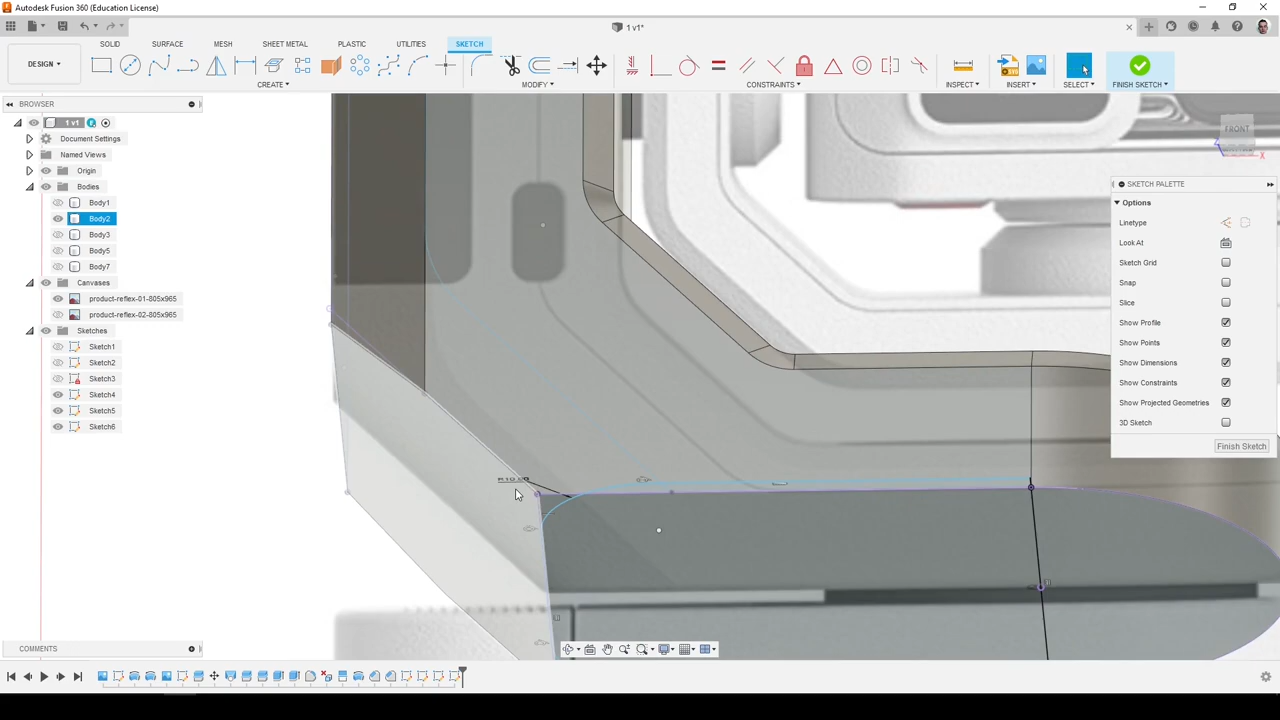 Autodesk Fusion 360 (Education License)
1 v1*
SOLID SURFACE MESH SHEET METAL PLASTIC UTILITIES SKETCH
DESIGN
CREATE MODIFY CONSTRAINTS INSPECT INSERT SELECT FINISH SKETCH
BROWSER
1 v1
Document Settings
Named Views
Origin
Bodies
Body1
Body2
Body3
Body5
Body7
Canvases
product-reflex-01-805x965
product-reflex-02-805x965
Sketches
Sketch1
Sketch2
Sketch3
Sketch4
Sketch5
Sketch6
FRONT
Z
X
SKETCH PALETTE
Options
Linetype
Look At
Sketch Grid
Snap
Slice
Show Profile
Show Points
Show Dimensions
Show Constraints
Show Projected Geometries
3D Sketch
Finish Sketch
R10.00
COMMENTS